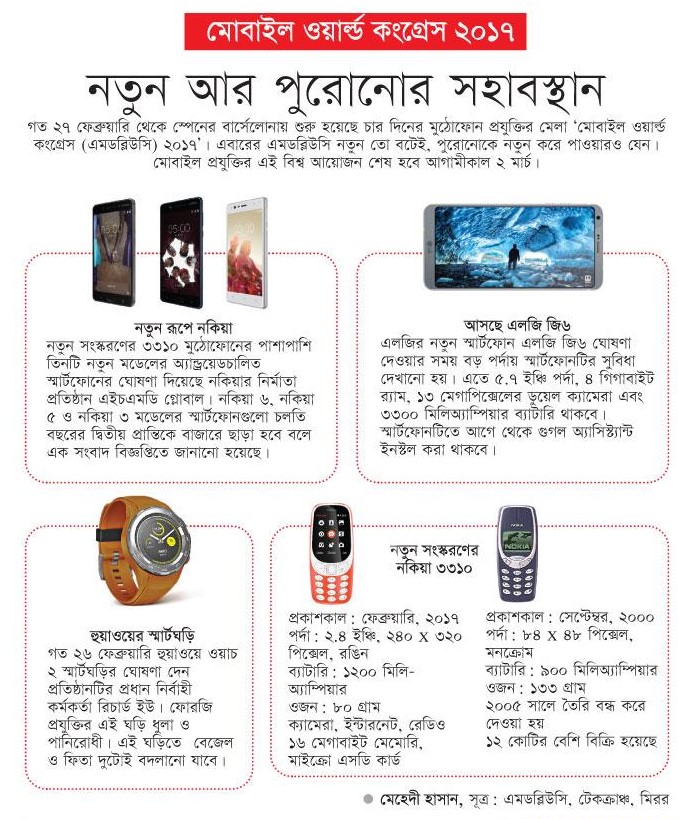 মোবাইল ওয়ার্ল্ড কংগ্রেস ২০১৭
নতুন আর পুরোনোর সহাবস্থান
গত ২৭ ফেব্রুয়ারি থেকে স্পেনের বার্সেলোনায় শুরু হয়েছে চার দিনের মুঠোফোন প্রযুক্তির মেলা 'মোবাইল ওয়ার্ল্ড
কংগ্রেস (এমডব্লিউসি) ২০১৭'। এবারের এমডব্লিউসি নতুন তো বটেই, পুরোনোকে নতুন করে পাওয়ারও যেন।
মোবাইল প্রযুক্তির এই বিশ্ব আয়োজন শেষ হবে আগামীকাল ২ মার্চ।
নতুন রূপে নকিয়া
নতুন সংস্করণের ৩৩১০ মুঠোফোনের পাশাপাশি
তিনটি নতুন মডেলের অ্যান্ড্রয়েডচালিত
স্মার্টফোনের ঘোষণা দিয়েছে নকিয়ার নির্মাতা
প্রতিষ্ঠান এইচএমডি গ্লোবাল। নকিয়া ৬, নকিয়া
৫ ও নকিয়া ৩ মডেলের স্মার্টফোনগুলো চলতি
বছরের দ্বিতীয় প্রান্তিকে বাজারে ছাড়া হবে বলে
এক সংবাদ বিজ্ঞপ্তিতে জানানো হয়েছে।
আসছে এলজি জি৬
এলজির নতুন স্মার্টফোন এলজি জি৬ ঘোষণা
দেওয়ার সময় বড় পর্দায় স্মার্টফোনটির সুবিধা
দেখানো হয়। এতে ৫.৭ ইঞ্চি পর্দা, ৪ গিগাবাইট
র‍্যাম, ১৩ মেগাপিক্সেলের ডুয়েল ক্যামেরা এবং
৩৩০০ মিলিঅ্যাম্পিয়ার ব্যাটারি থাকবে।
স্মার্টফোনটিতে আগে থেকে গুগল অ্যাসিস্ট্যান্ট
ইনস্টল করা থাকবে।
হুয়াওয়ের স্মার্টঘড়ি
গত ২৬ ফেব্রুয়ারি হুয়াওয়ে ওয়াচ
২ স্মার্টঘড়ির ঘোষণা দেন
প্রতিষ্ঠানটির প্রধান নির্বাহী
কর্মকর্তা রিচার্ড ইউ। ফোরজি
প্রযুক্তির এই ঘড়ি ধুলা ও
পানিরোধী। এই ঘড়িতে বেজেল
ও ফিতা দুটোই বদলানো যাবে।
NOKIA
নতুন সংস্করণের
নকিয়া ৩৩১০
প্রকাশকাল : ফেব্রুয়ারি, ২০১৭
পর্দা : ২.৪ ইঞ্চি, ২৪০ X ৩২০
পিক্সেল, রঙিন
ব্যাটারি : ১২০০ মিলি-
অ্যাম্পিয়ার
ওজন : ৮০ গ্রাম
ক্যামেরা, ইন্টারনেট, রেডিও
১৬ মেগাবাইট মেমোরি,
মাইক্রো এসডি কার্ড
প্রকাশকাল : সেপ্টেম্বর, ২০০০
পর্দা : ৮৪ X ৪৮ পিক্সেল,
মনক্রোম
ব্যাটারি : ৯০০ মিলিঅ্যাম্পিয়ার
ওজন : ১৩৩ গ্রাম
২০০৫ সালে তৈরি বন্ধ করে
দেওয়া হয়
১২ কোটির বেশি বিক্রি হয়েছে
মেহেদী হাসান, সূত্র : এমডব্লিউসি, টেকক্রাঞ্চ, মিরর